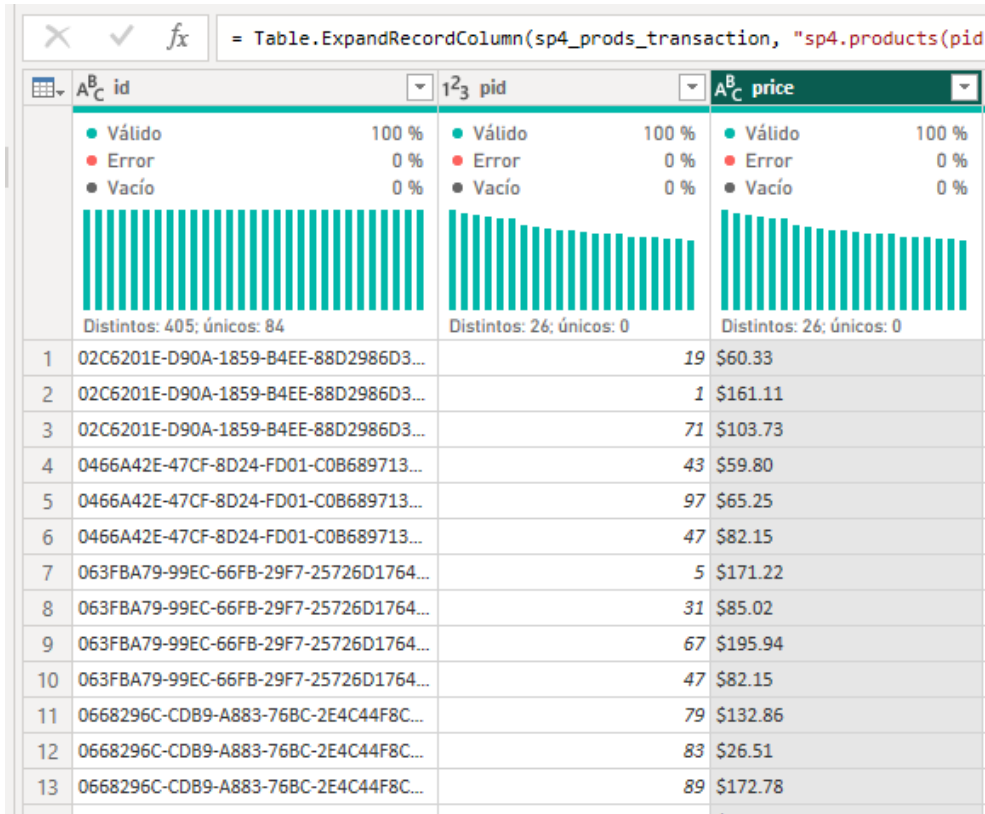 fx = Table.ExpandRecordColumn(sp4_prods_transaction, "sp4.products(pid
ABC id 123 pid ABC price
Válido 100 % Válido 100 % Válido 100 %
Error 0 % Error 0 % Error 0 %
Vacío 0 % Vacío 0 % Vacío 0 %
Distintos: 405; únicos: 84 Distintos: 26; únicos: 0 Distintos: 26; únicos: 0
1 02C6201E-D90A-1859-B4EE-88D2986D3... 19 $60.33
2 02C6201E-D90A-1859-B4EE-88D2986D3... 1 $161.11
3 02C6201E-D90A-1859-B4EE-88D2986D3... 71 $103.73
4 0466A42E-47CF-8D24-FD01-C0B689713... 43 $59.80
5 0466A42E-47CF-8D24-FD01-C0B689713... 97 $65.25
6 0466A42E-47CF-8D24-FD01-C0B689713... 47 $82.15
7 063FBA79-99EC-66FB-29F7-25726D1764... 5 $171.22
8 063FBA79-99EC-66FB-29F7-25726D1764... 31 $85.02
9 063FBA79-99EC-66FB-29F7-25726D1764... 67 $195.94
10 063FBA79-99EC-66FB-29F7-25726D1764... 47 $82.15
11 0668296C-CDB9-A883-76BC-2E4C44F8C... 79 $132.86
12 0668296C-CDB9-A883-76BC-2E4C44F8C... 83 $26.51
13 0668296C-CDB9-A883-76BC-2E4C44F8C... 89 $172.78